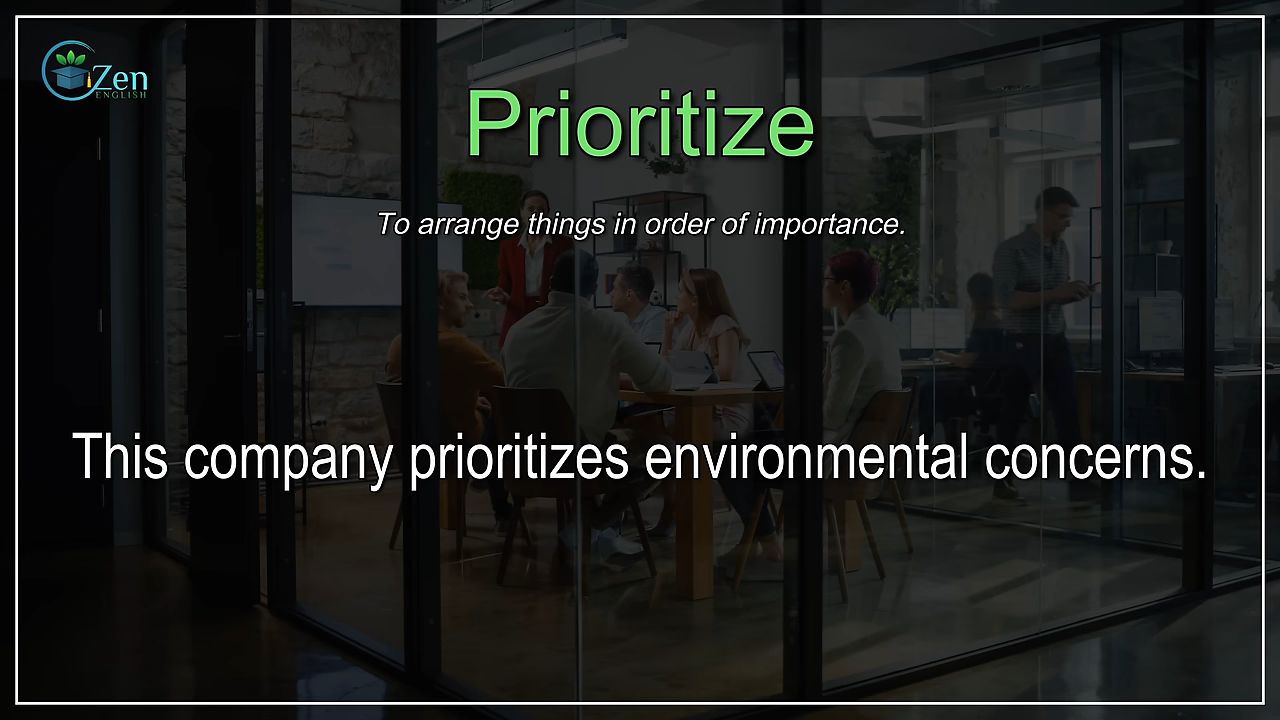 Zen
ENGLISH
Prioritize
To arrange things in order of importance.
This company prioritizes environmental concerns.